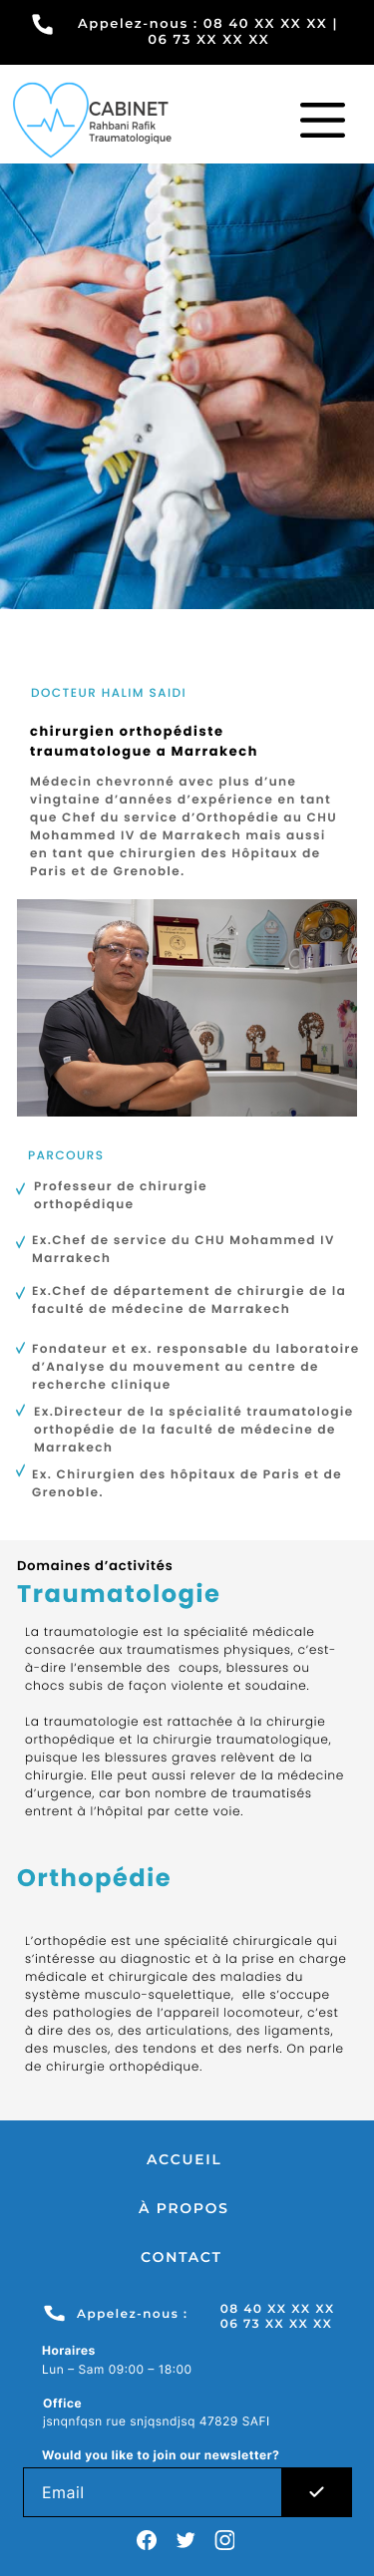 Appelez-nous : 08 40 XX XX XX |
06 73 XX XX XX
CABINET
Rahbani Rafik
Traumatologique
DOCTEUR HALIM SAIDI
chirurgien orthopédiste
traumatologue a Marrakech
Médecin chevronné avec plus d’une
vingtaine d’années d’expérience en tant
que Chef du service d’Orthopédie au CHU
Mohammed IV de Marrakech mais aussi
en tant que chirurgien des Hôpitaux de
Paris et de Grenoble.
PARCOURS
Professeur de chirurgie
orthopédique
Ex.Chef de service du CHU Mohammed IV
Marrakech
Ex.Chef de département de chirurgie de la
faculté de médecine de Marrakech
Fondateur et ex. responsable du laboratoire
d’Analyse du mouvement au centre de
recherche clinique
Ex.Directeur de la spécialité traumatologie
orthopédie de la faculté de médecine de
Marrakech
Ex. Chirurgien des hôpitaux de Paris et de
Grenoble.
Domaines d’activités
Traumatologie
La traumatologie est la spécialité médicale
consacrée aux traumatismes physiques, c’est-
à-dire l’ensemble des coups, blessures ou
chocs subis de façon violente et soudaine.
La traumatologie est rattachée à la chirurgie
orthopédique et la chirurgie traumatologique,
puisque les blessures graves relèvent de la
chirurgie. Elle peut aussi relever de la médecine
d’urgence, car bon nombre de traumatisés
entrent à l’hôpital par cette voie.
Orthopédie
L’orthopédie est une spécialité chirurgicale qui
s’intéresse au diagnostic et à la prise en charge
médicale et chirurgicale des maladies du
système musculo-squelettique, elle s’occupe
des pathologies de l’appareil locomoteur, c’est
à dire des os, des articulations, des ligaments,
des muscles, des tendons et des nerfs. On parle
de chirurgie orthopédique.
ACCUEIL
À PROPOS
CONTACT
Appelez-nous :
08 40 XX XX XX
06 73 XX XX XX
Horaires
Lun – Sam 09:00 – 18:00
Office
jsnqnfqsn rue snjqsndjsq 47829 SAFI
Would you like to join our newsletter?
Email